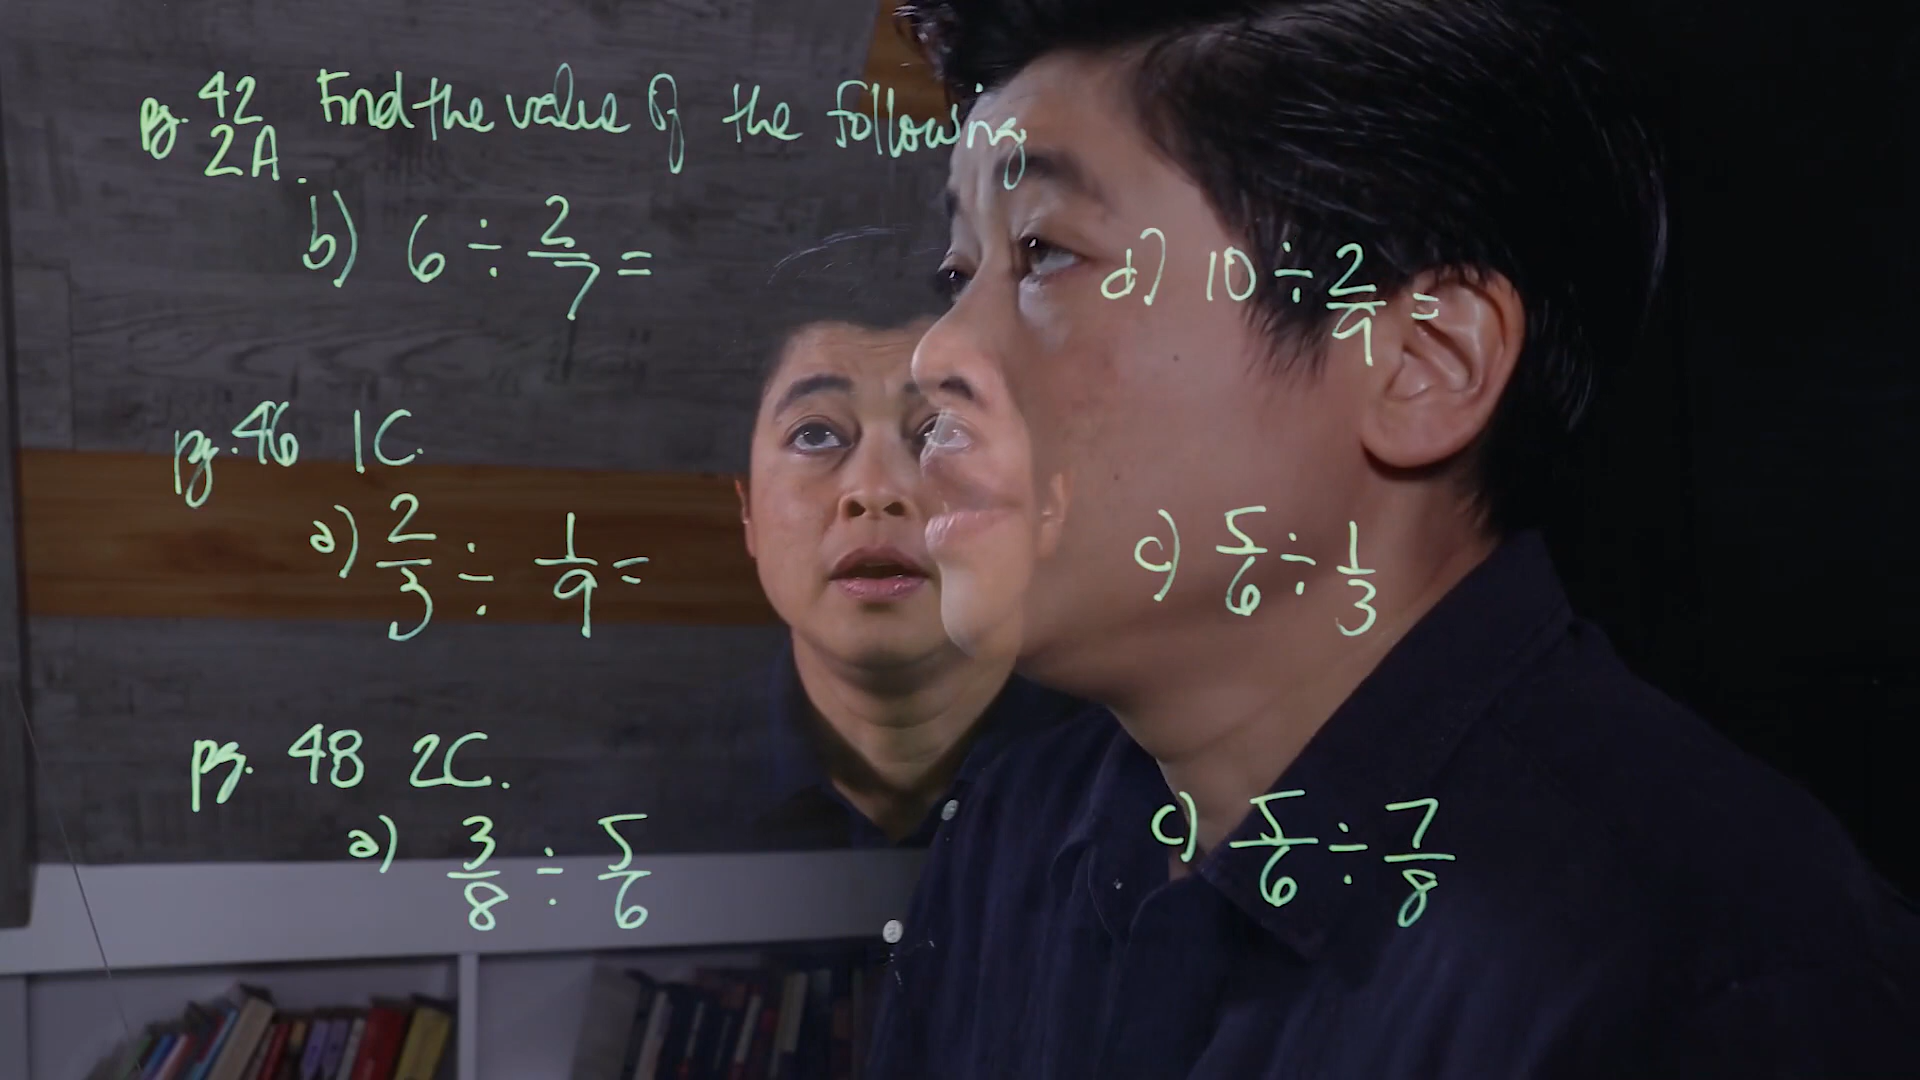 pg. 42 Find the value of the following
2A.
b) 6 ÷ 2/7 =
d) 10 ÷ 2/9 =
pg. 46 1C.
a) 2/3 ÷ 1/9 =
c) 5/6 ÷ 1/3
pg. 48 2C.
a) 3/8 ÷ 5/6
c) 5/6 ÷ 7/8